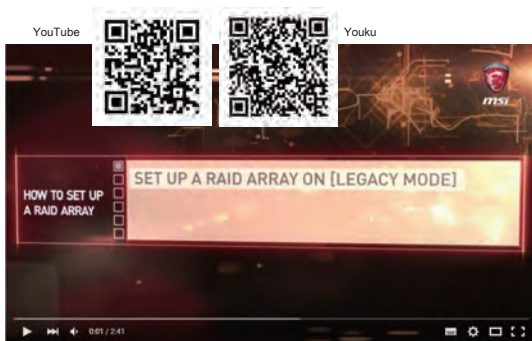 YouTube
Youku
msi
SET UP A RAID ARRAY ON [LEGACY MODE]
HOW TO SET UP
A RAID ARRAY
0:01 / 2:41